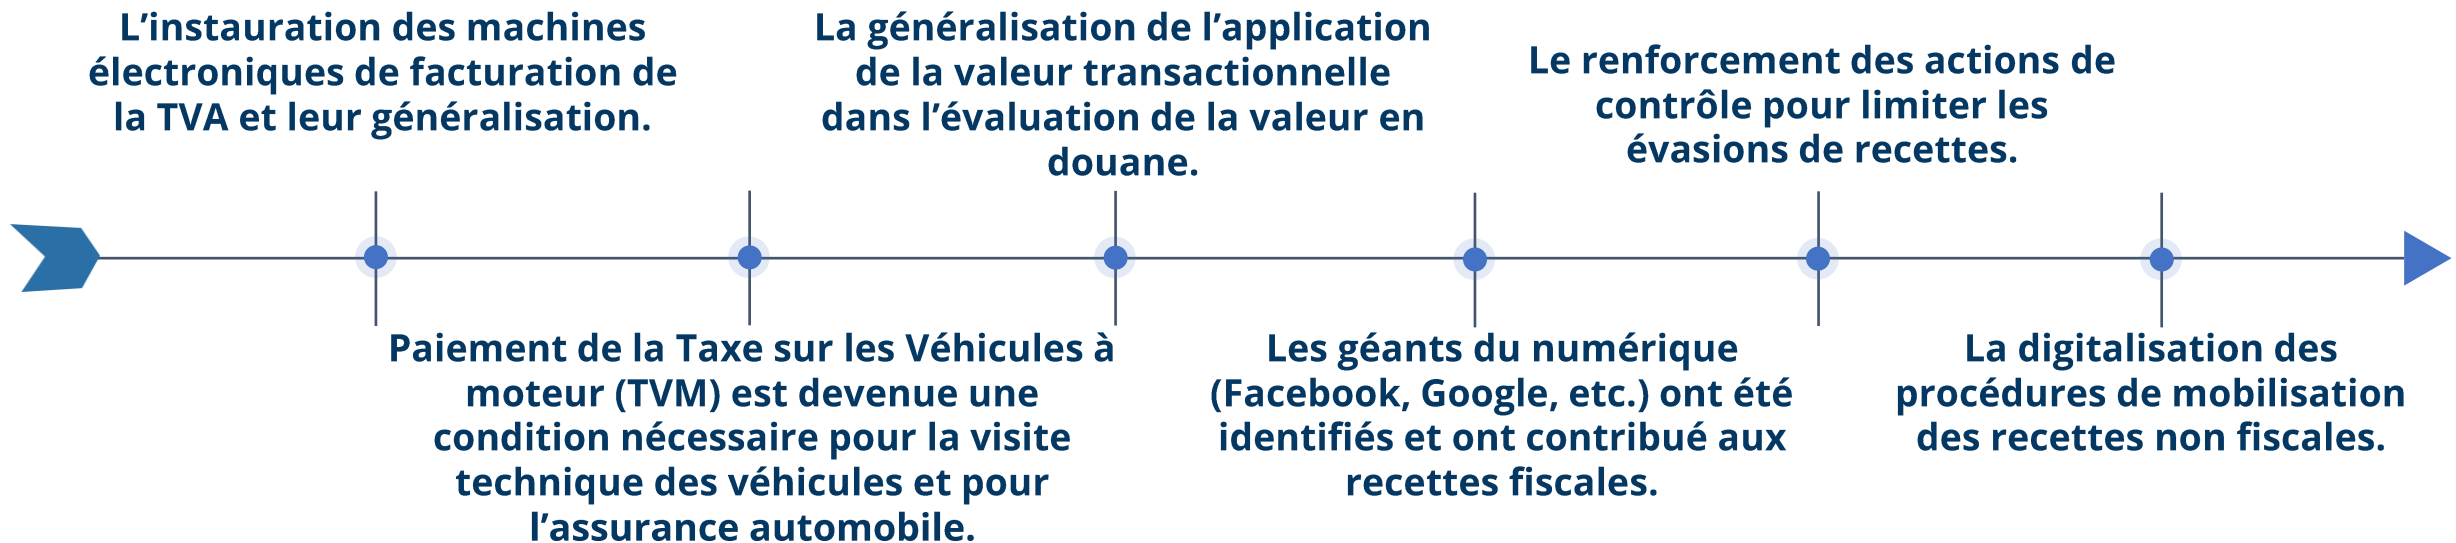 L’instauration des machines
électroniques de facturation de
la TVA et leur généralisation.
Paiement de la Taxe sur les Véhicules à
moteur (TVM) est devenue une
condition nécessaire pour la visite
technique des véhicules et pour
l’assurance automobile.
La généralisation de l’application
de la valeur transactionnelle
dans l’évaluation de la valeur en
douane.
Les géants du numérique
(Facebook, Google, etc.) ont été
identifiés et ont contribué aux
recettes fiscales.
Le renforcement des actions de
contrôle pour limiter les
évasions de recettes.
La digitalisation des
procédures de mobilisation
des recettes non fiscales.